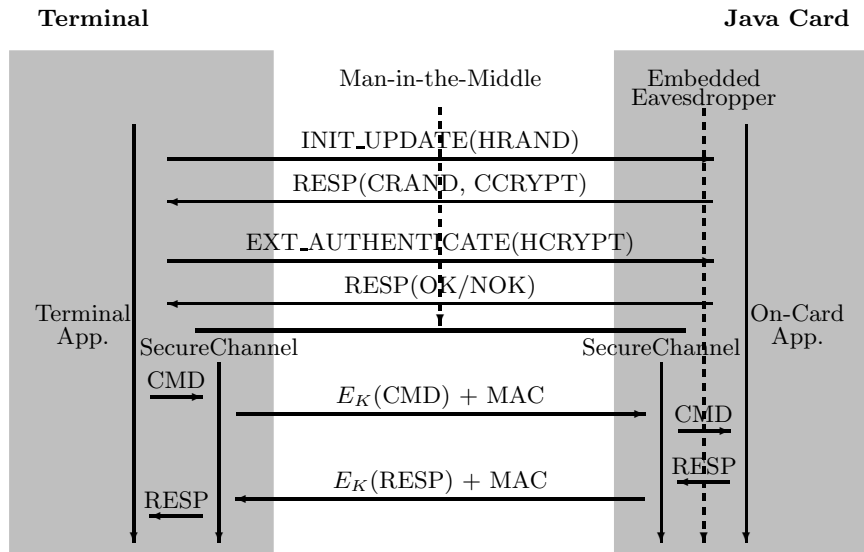 Terminal
Java Card
Man-in-the-Middle
Embedded
Eavesdropper
INIT_UPDATE(HRAND)
RESP(CRAND, CCRYPT)
EXT_AUTHENTICATE(HCRYPT)
RESP(OK/NOK)
Terminal
App.
On-Card
App.
SecureChannel
SecureChannel
CMD
E_K(CMD) + MAC
CMD
RESP
E_K(RESP) + MAC
RESP